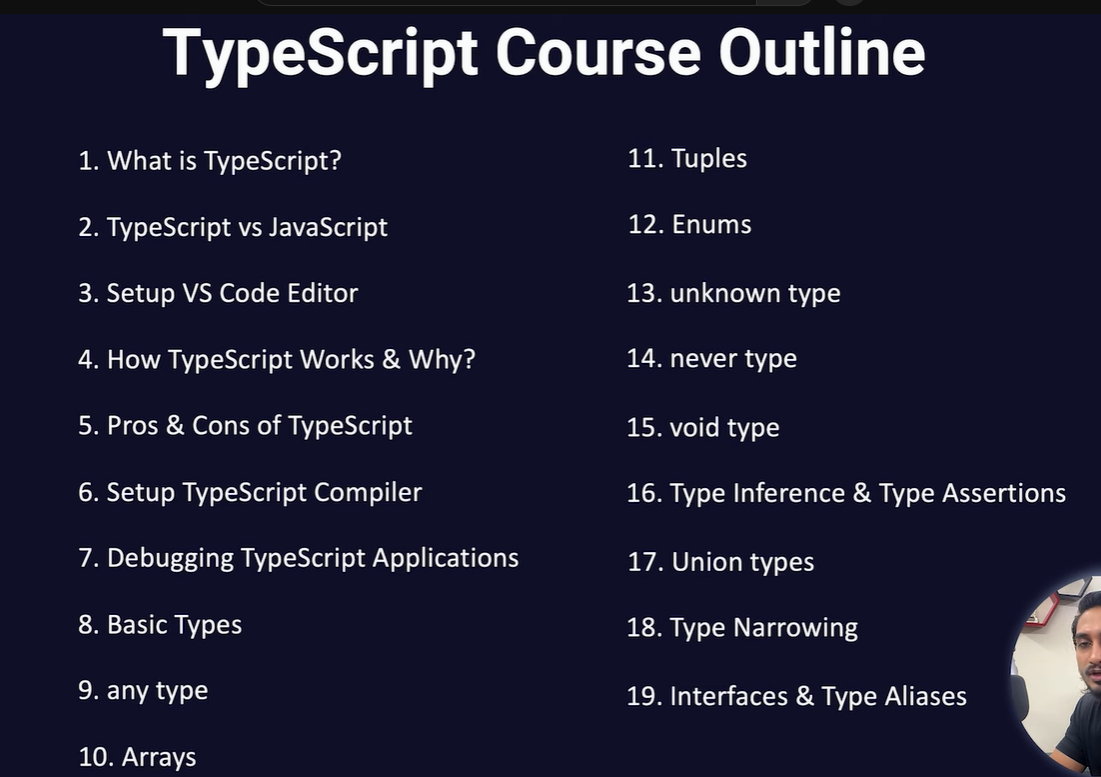 TypeScript Course Outline
1. What is TypeScript?
2. TypeScript vs JavaScript
3. Setup VS Code Editor
4. How TypeScript Works & Why?
5. Pros & Cons of TypeScript
6. Setup TypeScript Compiler
7. Debugging TypeScript Applications
8. Basic Types
9. any type
10. Arrays
11. Tuples
12. Enums
13. unknown type
14. never type
15. void type
16. Type Inference & Type Assertions
17. Union types
18. Type Narrowing
19. Interfaces & Type Aliases